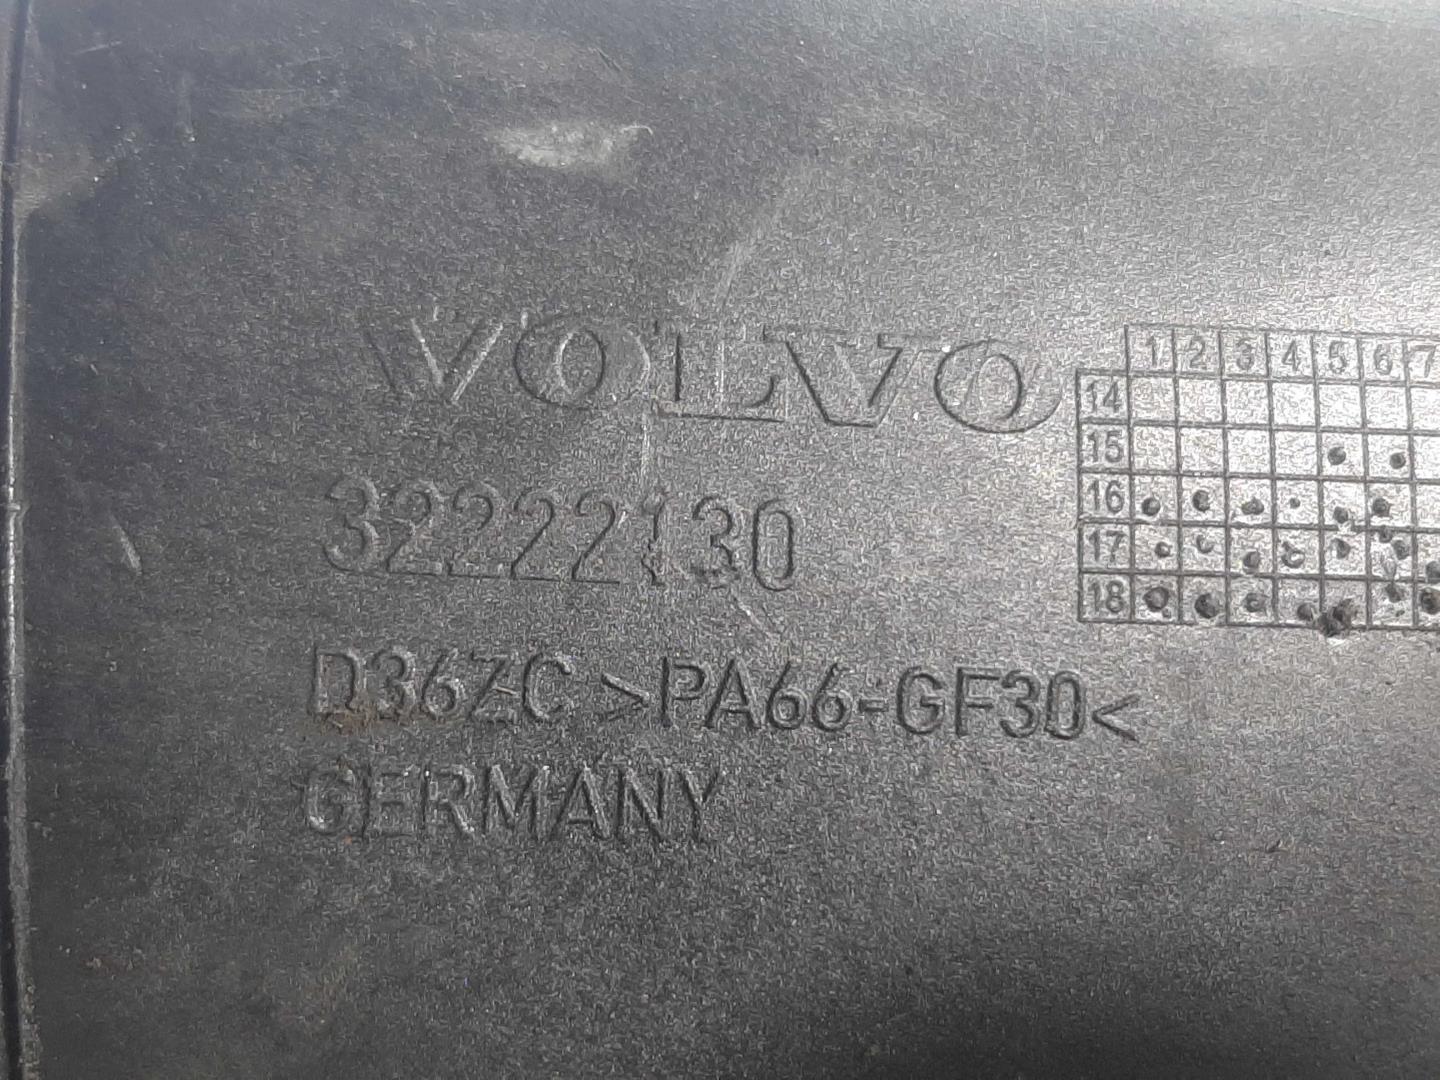 VOLVO
32222130
D36ZC >PA66-GF30<
GERMANY
1 2 3 4 5 6 7
14
15
16
17
18